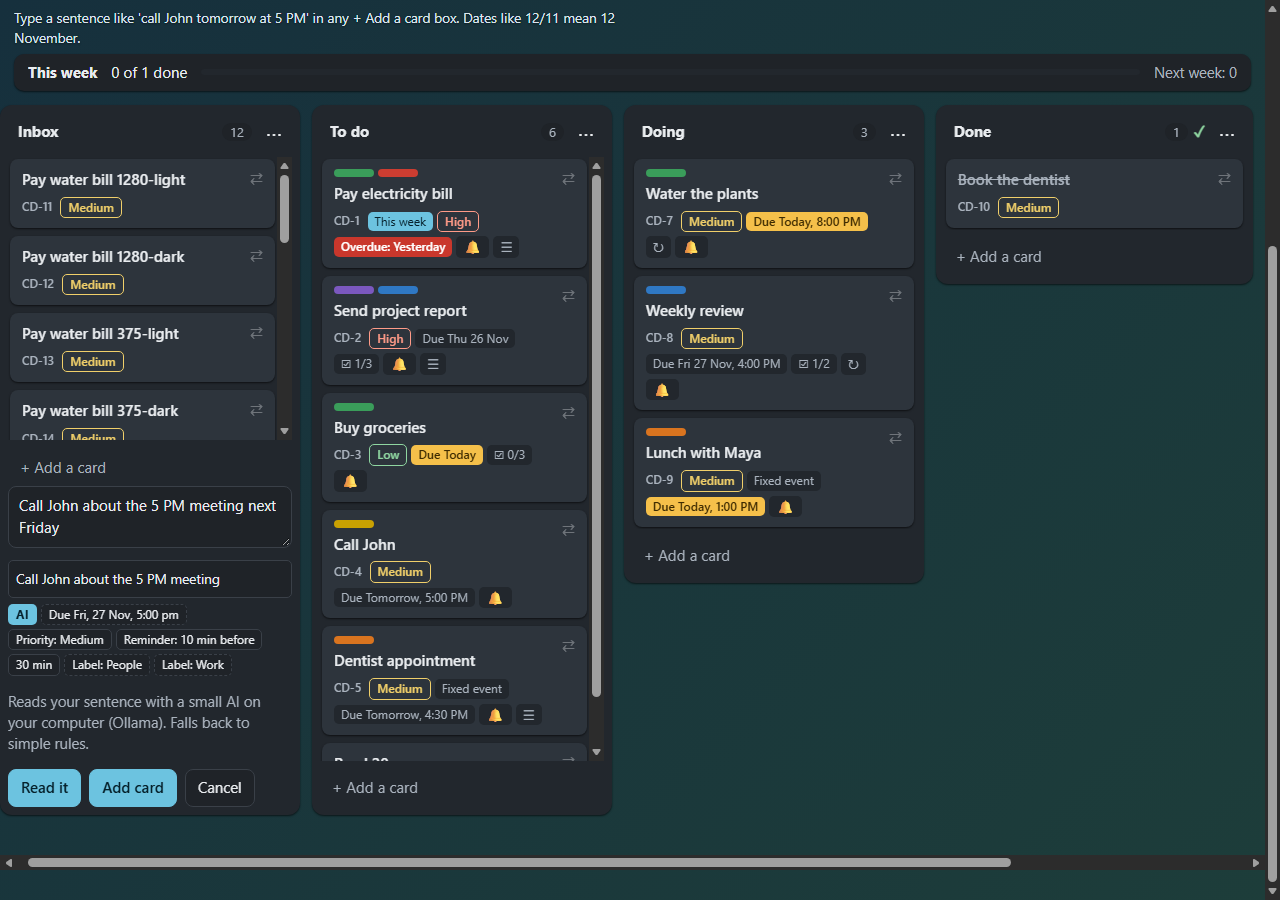 Type a sentence like 'call John tomorrow at 5 PM' in any + Add a card box. Dates like 12/11 mean 12
November.
This week 0 of 1 done Next week: 0
Inbox 12 ...
Pay water bill 1280-light
CD-11 Medium
Pay water bill 1280-dark
CD-12 Medium
Pay water bill 375-light
CD-13 Medium
Pay water bill 375-dark
CD-14 Medium
+ Add a card
Call John about the 5 PM meeting next
Friday
Call John about the 5 PM meeting
AI Due Fri, 27 Nov, 5:00 pm
Priority: Medium Reminder: 10 min before
30 min Label: People Label: Work
Reads your sentence with a small AI on
your computer (Ollama). Falls back to
simple rules.
Read it Add card Cancel
To do 6 ...
Pay electricity bill
CD-1 This week High
Overdue: Yesterday
Send project report
CD-2 High Due Thu 26 Nov
1/3
Buy groceries
CD-3 Low Due Today 0/3
Call John
CD-4 Medium
Due Tomorrow, 5:00 PM
Dentist appointment
CD-5 Medium Fixed event
Due Tomorrow, 4:30 PM
+ Add a card
Doing 3 ...
Water the plants
CD-7 Medium Due Today, 8:00 PM
Weekly review
CD-8 Medium
Due Fri 27 Nov, 4:00 PM 1/2
Lunch with Maya
CD-9 Medium Fixed event
Due Today, 1:00 PM
+ Add a card
Done 1 ✓ ...
Book the dentist
CD-10 Medium
+ Add a card